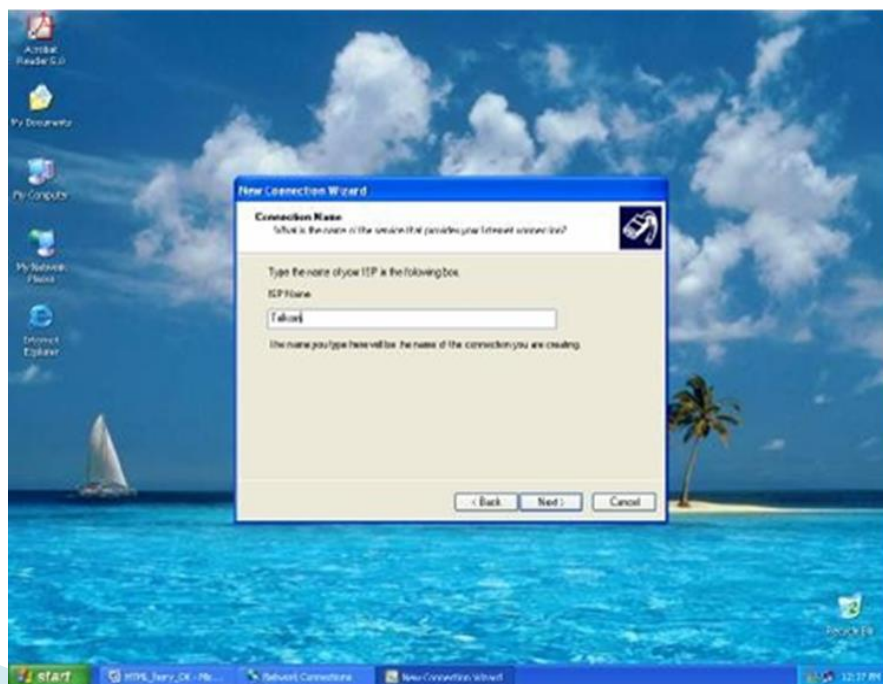 Acrobat
Reader 5.0
My Documents
My Computer
My Network
Places
Internet
Explorer
New Connection Wizard
Connection Name
What is the name of the service that provides your Internet connection?
Type the name of your ISP in the following box.
ISP Name
The name you type here will be the name of the connection you are creating.
< Back
Next >
Cancel
Recycle Bin
start
Network Connections
New Connection Wizard
12:37 PM